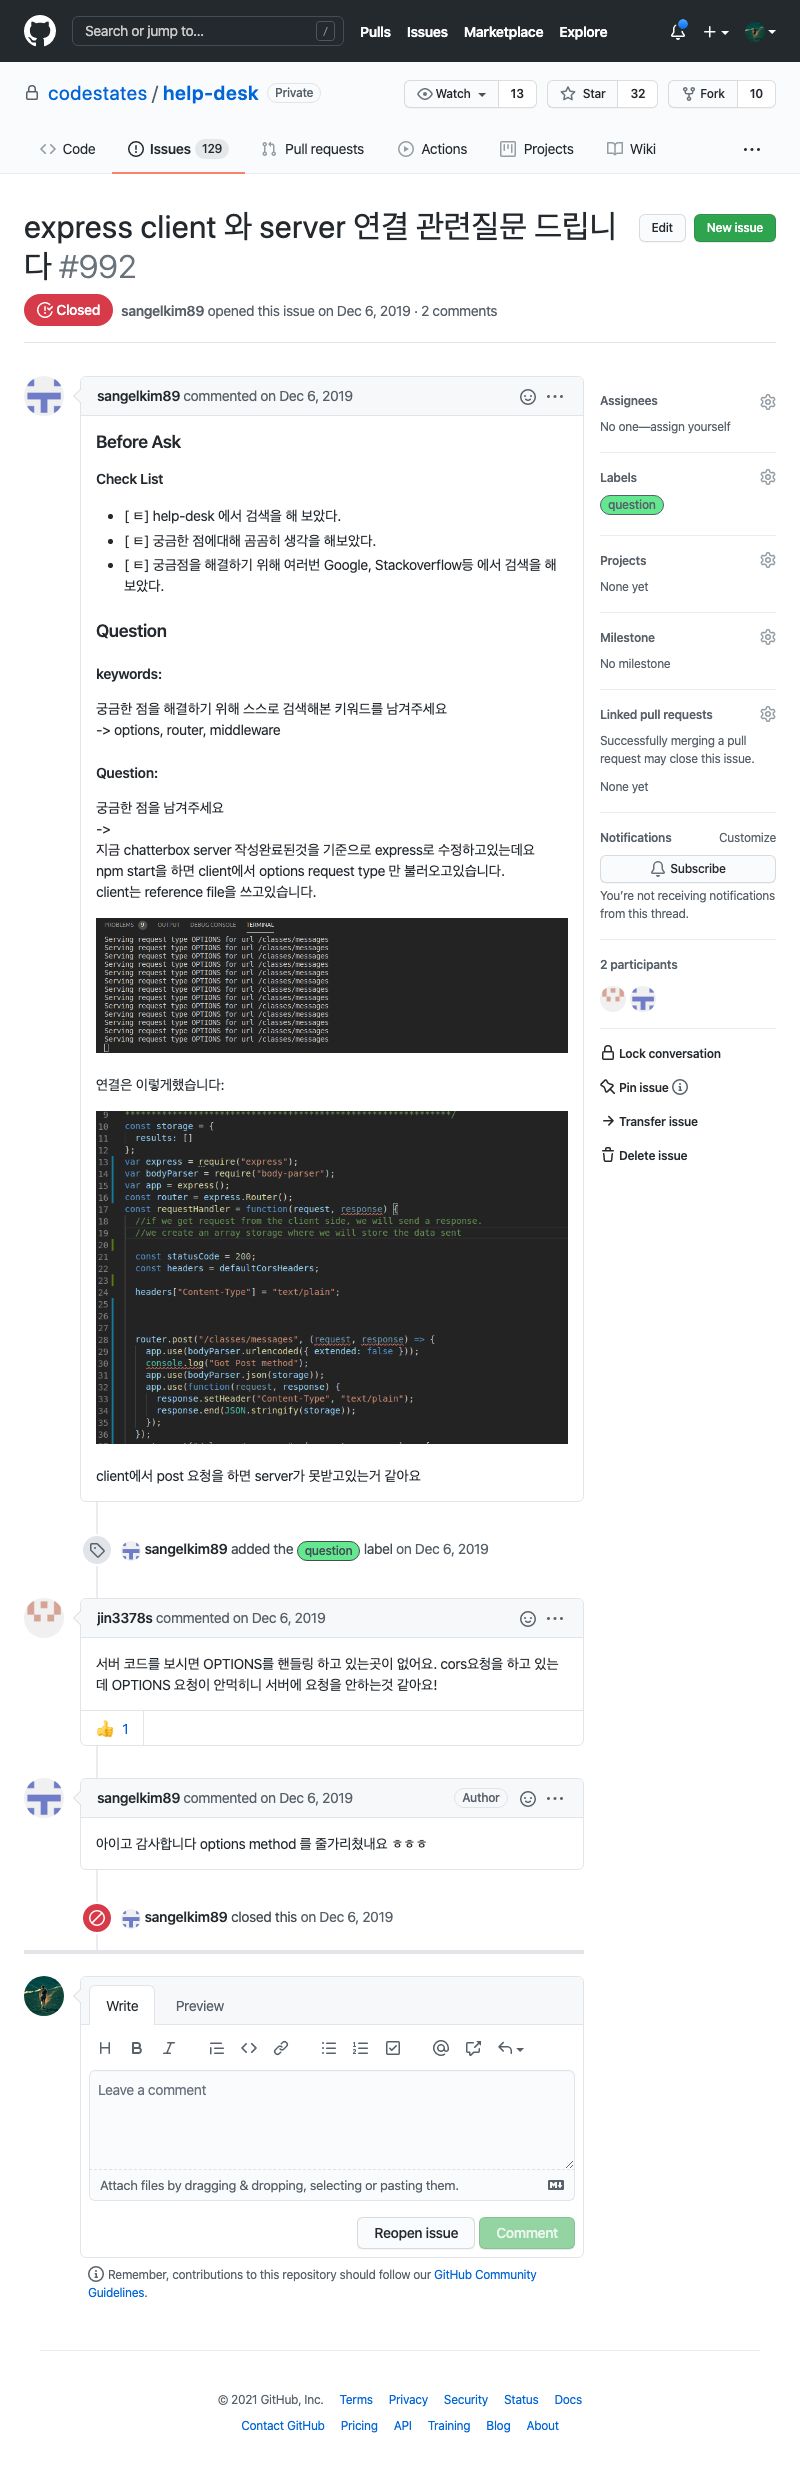 Search or jump to... /
Pulls Issues Marketplace Explore
codestates / help-desk Private
Watch 13 Star 32 Fork 10
Code Issues 129 Pull requests Actions Projects Wiki ...
express client 와 server 연결 관련질문 드립니
다 #992
Edit New issue
Closed sangelkim89 opened this issue on Dec 6, 2019 · 2 comments
sangelkim89 commented on Dec 6, 2019
Before Ask
Check List
• [ ㅌ] help-desk 에서 검색을 해 보았다.
• [ ㅌ] 궁금한 점에대해 곰곰히 생각을 해보았다.
• [ ㅌ] 궁금점을 해결하기 위해 여러번 Google, Stackoverflow등 에서 검색을 해
보았다.
Question
keywords:
궁금한 점을 해결하기 위해 스스로 검색해본 키워드를 남겨주세요
-> options, router, middleware
Question:
궁금한 점을 남겨주세요
->
지금 chatterbox server 작성완료된것을 기준으로 express로 수정하고있는데요
npm start을 하면 client에서 options request type 만 불러오고있습니다.
client는 reference file을 쓰고있습니다.
PROBLEMS 9 OUTPUT DEBUG CONSOLE TERMINAL
Serving request type OPTIONS for url /classes/messages
Serving request type OPTIONS for url /classes/messages
Serving request type OPTIONS for url /classes/messages
Serving request type OPTIONS for url /classes/messages
Serving request type OPTIONS for url /classes/messages
Serving request type OPTIONS for url /classes/messages
Serving request type OPTIONS for url /classes/messages
Serving request type OPTIONS for url /classes/messages
Serving request type OPTIONS for url /classes/messages
Serving request type OPTIONS for url /classes/messages
Serving request type OPTIONS for url /classes/messages
Serving request type OPTIONS for url /classes/messages
Serving request type OPTIONS for url /classes/messages
연결은 이렇게했습니다:
9 **************************************************************/
10 const storage = {
11 results: []
12 };
13 var express = require("express");
14 var bodyParser = require("body-parser");
15 var app = express();
16 const router = express.Router();
17 const requestHandler = function(request, response) {
18 //if we get request from the client side, we will send a response.
19 //we create an array storage where we will store the data sent
20
21 const statusCode = 200;
22 const headers = defaultCorsHeaders;
23
24 headers["Content-Type"] = "text/plain";
25
26
27
28 router.post("/classes/messages", (request, response) => {
29 app.use(bodyParser.urlencoded({ extended: false }));
30 console.log("Got Post method");
31 app.use(bodyParser.json(storage));
32 app.use(function(request, response) {
33 response.setHeader("Content-Type", "text/plain");
34 response.end(JSON.stringify(storage));
35 });
36 });
client에서 post 요청을 하면 server가 못받고있는거 같아요
sangelkim89 added the question label on Dec 6, 2019
jin3378s commented on Dec 6, 2019
서버 코드를 보시면 OPTIONS를 핸들링 하고 있는곳이 없어요. cors요청을 하고 있는
데 OPTIONS 요청이 안먹히니 서버에 요청을 안하는것 같아요!
👍 1
sangelkim89 commented on Dec 6, 2019 Author
아이고 감사합니다 options method 를 줄가리쳤내요 ㅎㅎㅎ
sangelkim89 closed this on Dec 6, 2019
Write Preview
Leave a comment
Attach files by dragging & dropping, selecting or pasting them.
Reopen issue Comment
Remember, contributions to this repository should follow our GitHub Community
Guidelines.
Assignees
No one—assign yourself
Labels
question
Projects
None yet
Milestone
No milestone
Linked pull requests
Successfully merging a pull
request may close this issue.
None yet
Notifications Customize
Subscribe
You're not receiving notifications
from this thread.
2 participants
Lock conversation
Pin issue
Transfer issue
Delete issue
© 2021 GitHub, Inc. Terms Privacy Security Status Docs
Contact GitHub Pricing API Training Blog About